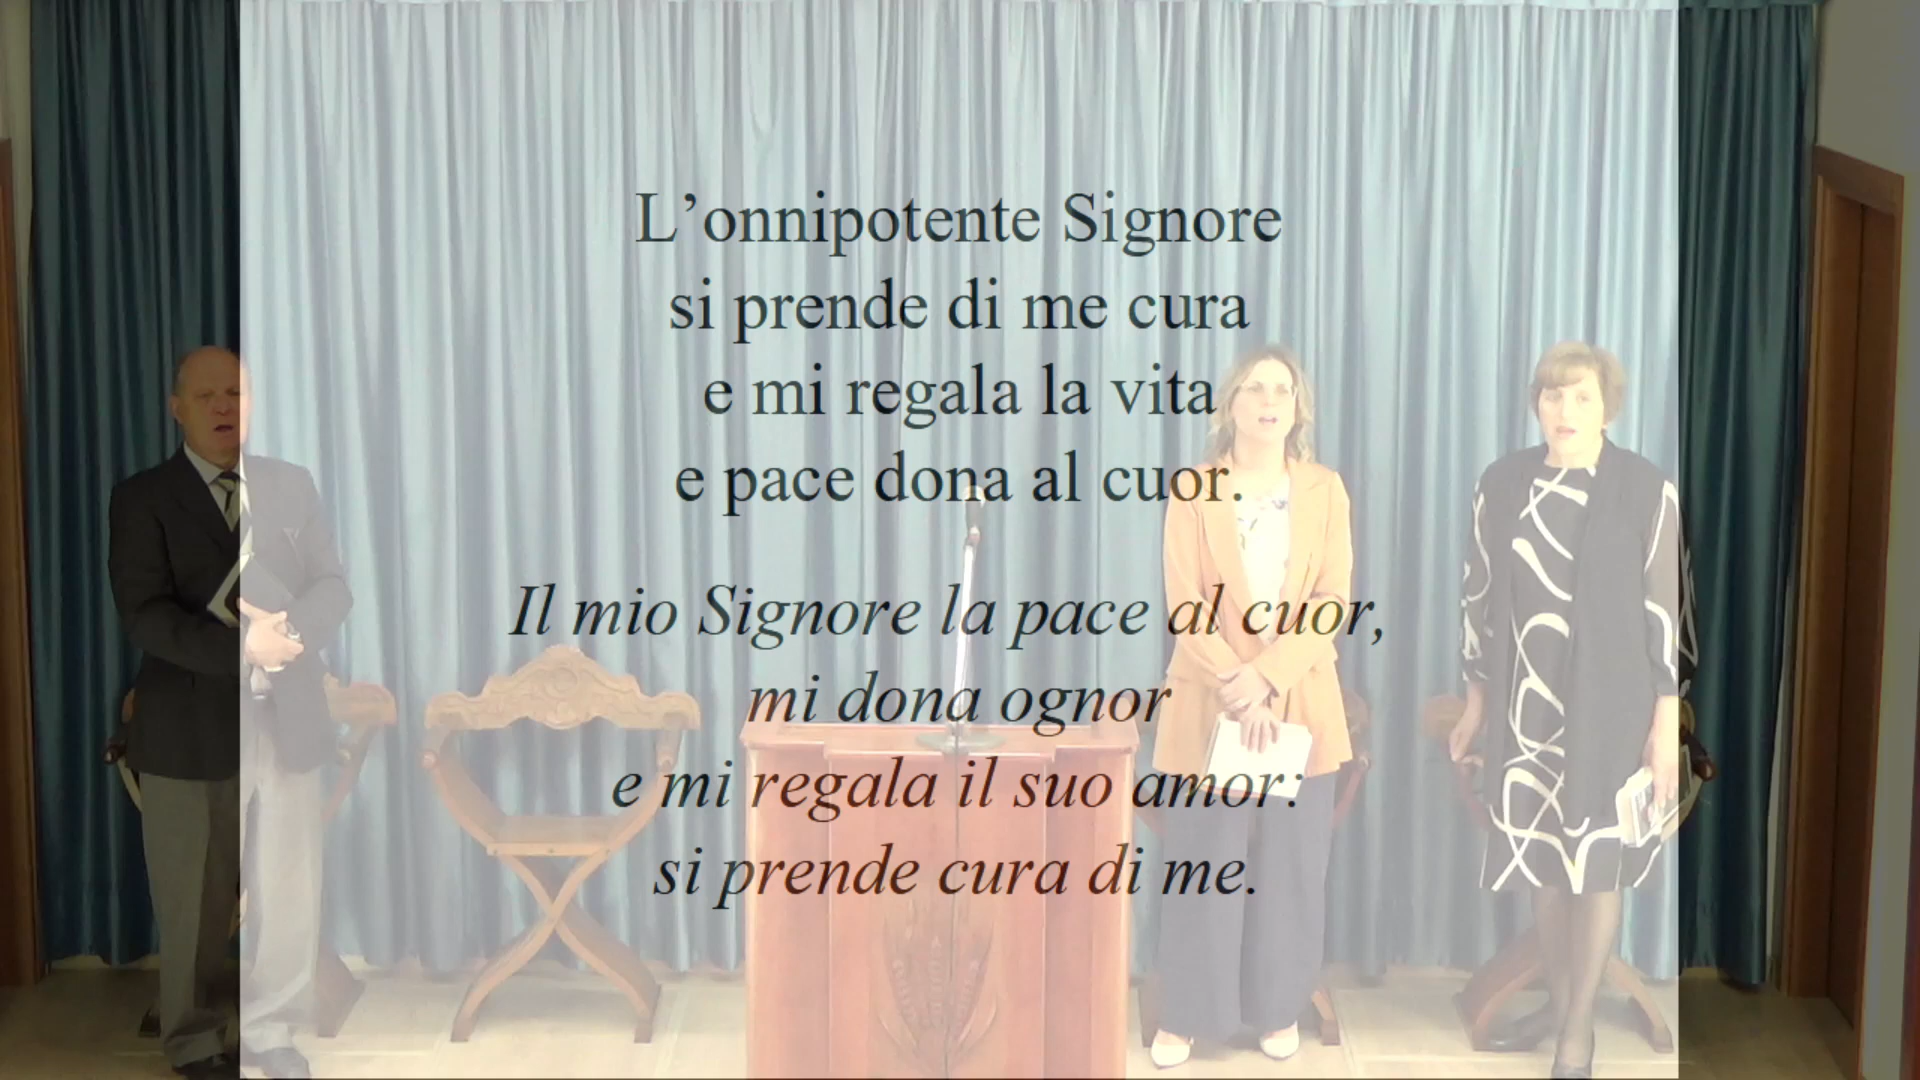 L’onnipotente Signore
si prende di me cura
e mi regala la vita
e pace dona al cuor.
Il mio Signore la pace al cuor,
mi dona ognor
e mi regala il suo amor:
si prende cura di me.